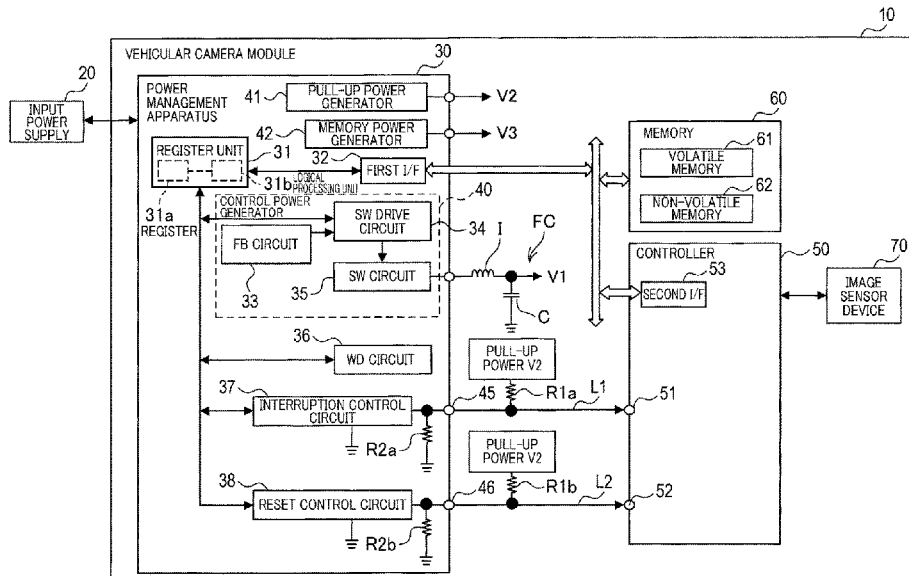 10
VEHICULAR CAMERA MODULE
20
INPUT
POWER
SUPPLY
30
POWER
MANAGEMENT
APPARATUS
41
PULL-UP POWER
GENERATOR
V2
42
MEMORY POWER
GENERATOR
V3
REGISTER UNIT
31
32
FIRST I/F
31a
REGISTER
31b
LOGICAL
PROCESSING UNIT
CONTROL POWER
GENERATOR
40
SW DRIVE
CIRCUIT
34
FB CIRCUIT
33
SW CIRCUIT
35
I
FC
V1
C
60
MEMORY
61
VOLATILE
MEMORY
62
NON-VOLATILE
MEMORY
50
CONTROLLER
53
SECOND I/F
70
IMAGE
SENSOR
DEVICE
36
WD CIRCUIT
PULL-UP
POWER V2
37
INTERRUPTION CONTROL
CIRCUIT
45
R1a
L1
51
R2a
PULL-UP
POWER V2
38
RESET CONTROL CIRCUIT
46
R1b
L2
52
R2b